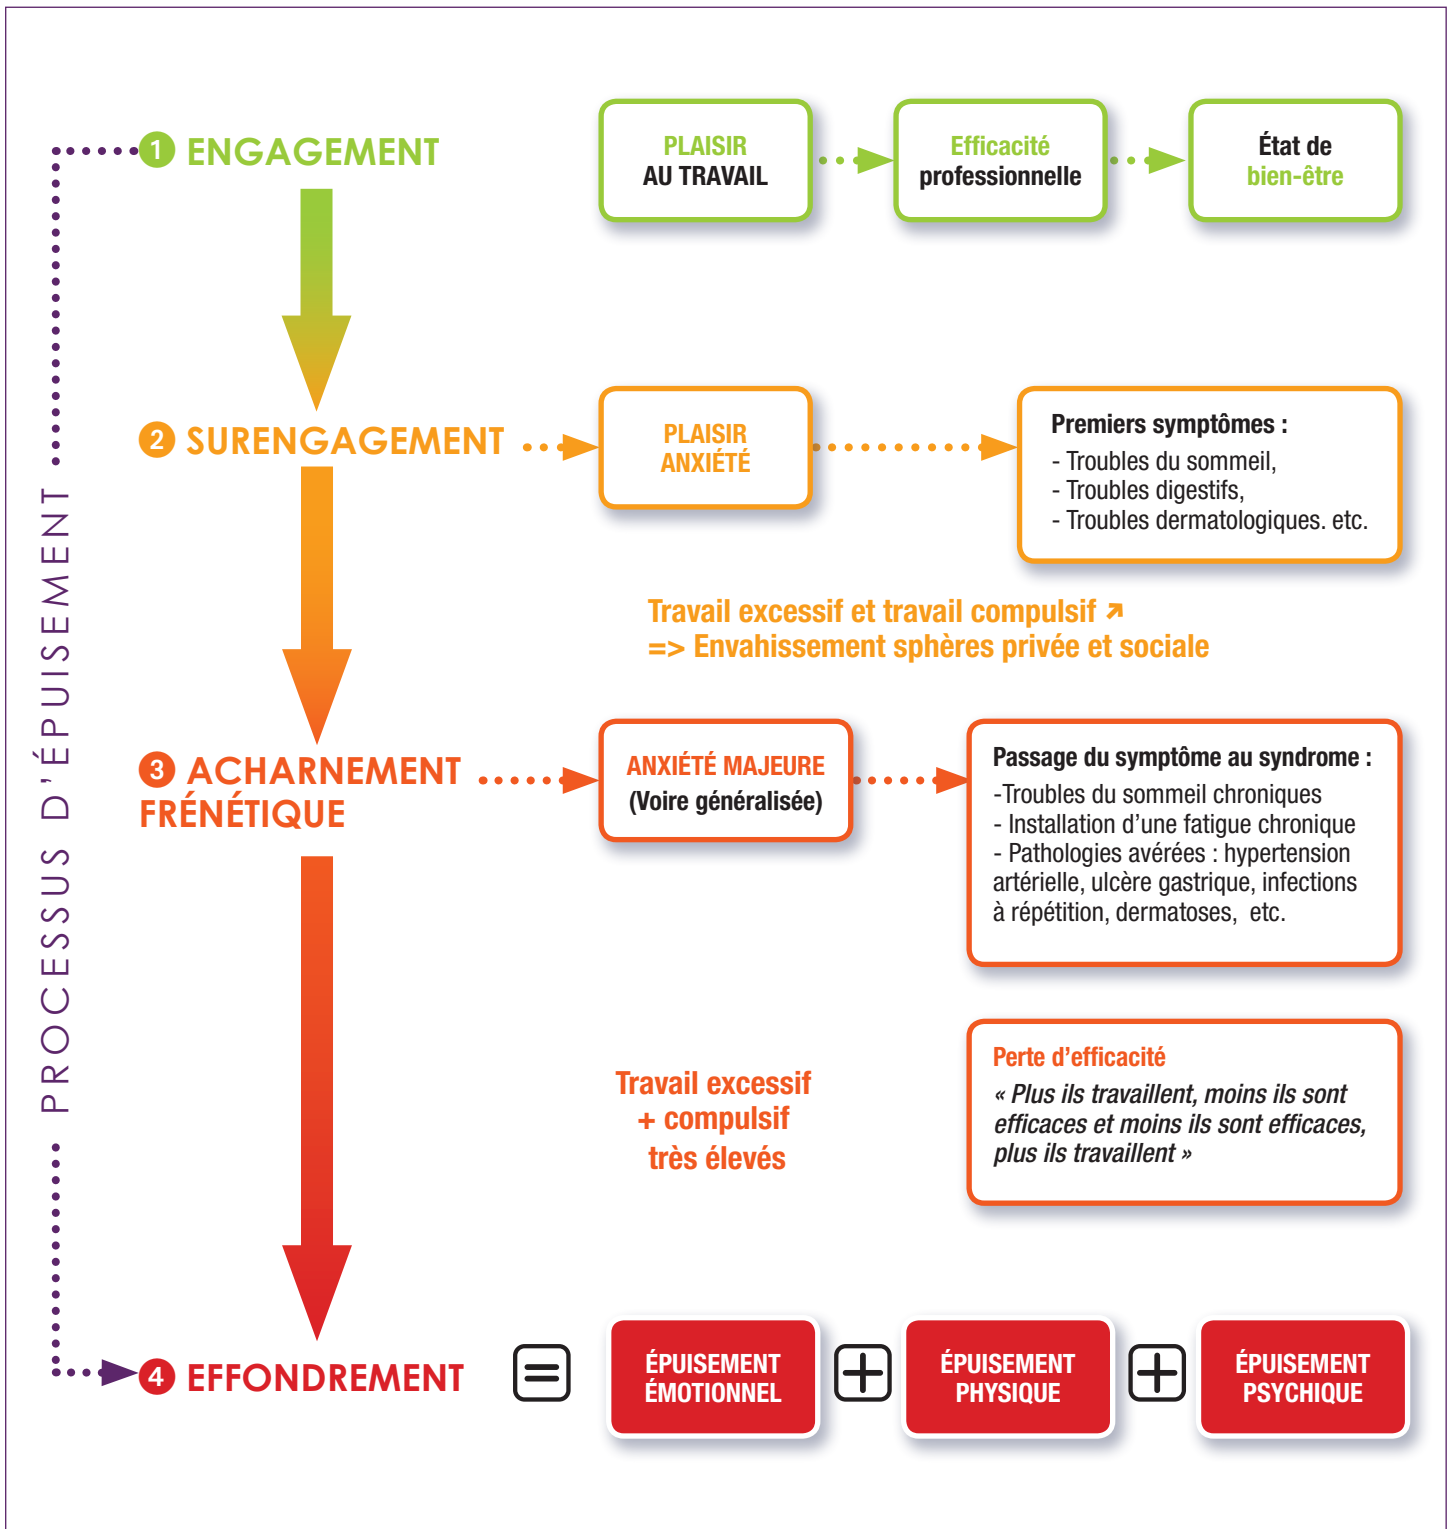 PROCESSUS D'ÉPUISEMENT
1 ENGAGEMENT
PLAISIR
AU TRAVAIL
Efficacité
professionnelle
État de
bien-être
2 SURENGAGEMENT
PLAISIR
ANXIÉTÉ
Premiers symptômes :
- Troubles du sommeil,
- Troubles digestifs,
- Troubles dermatologiques. etc.
Travail excessif et travail compulsif ↗
=> Envahissement sphères privée et sociale
3 ACHARNEMENT
FRÉNÉTIQUE
ANXIÉTÉ MAJEURE
(Voire généralisée)
Passage du symptôme au syndrome :
-Troubles du sommeil chroniques
- Installation d’une fatigue chronique
- Pathologies avérées : hypertension
artérielle, ulcère gastrique, infections
à répétition, dermatoses, etc.
Travail excessif
+ compulsif
très élevés
Perte d’efficacité
« Plus ils travaillent, moins ils sont
efficaces et moins ils sont efficaces,
plus ils travaillent »
4 EFFONDREMENT
=
ÉPUISEMENT
ÉMOTIONNEL
+
ÉPUISEMENT
PHYSIQUE
+
ÉPUISEMENT
PSYCHIQUE